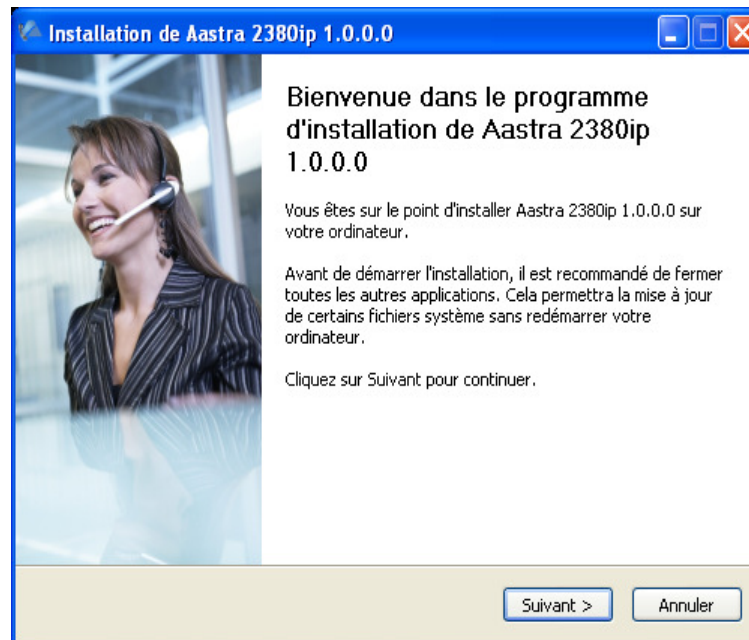 Installation de Aastra 2380ip 1.0.0.0
Bienvenue dans le programme
d'installation de Aastra 2380ip
1.0.0.0
Vous êtes sur le point d'installer Aastra 2380ip 1.0.0.0 sur
votre ordinateur.
Avant de démarrer l'installation, il est recommandé de fermer
toutes les autres applications. Cela permettra la mise à jour
de certains fichiers système sans redémarrer votre
ordinateur.
Cliquez sur Suivant pour continuer.
Suivant >
Annuler